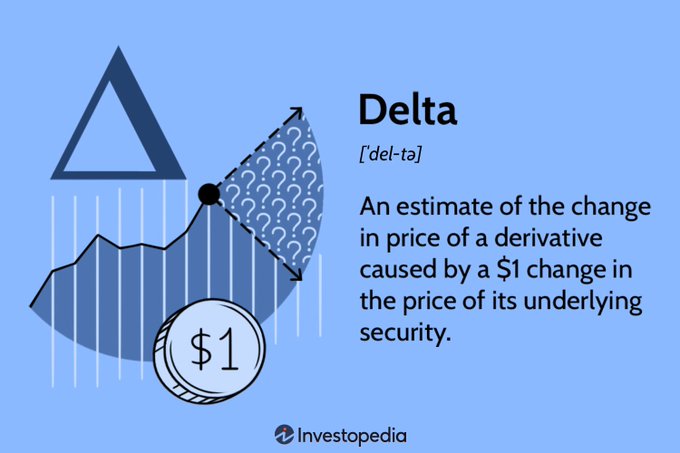 Delta
['del-tə]
An estimate of the change
in price of a derivative
caused by a $1 change in
the price of its underlying
security.
$1
Investopedia